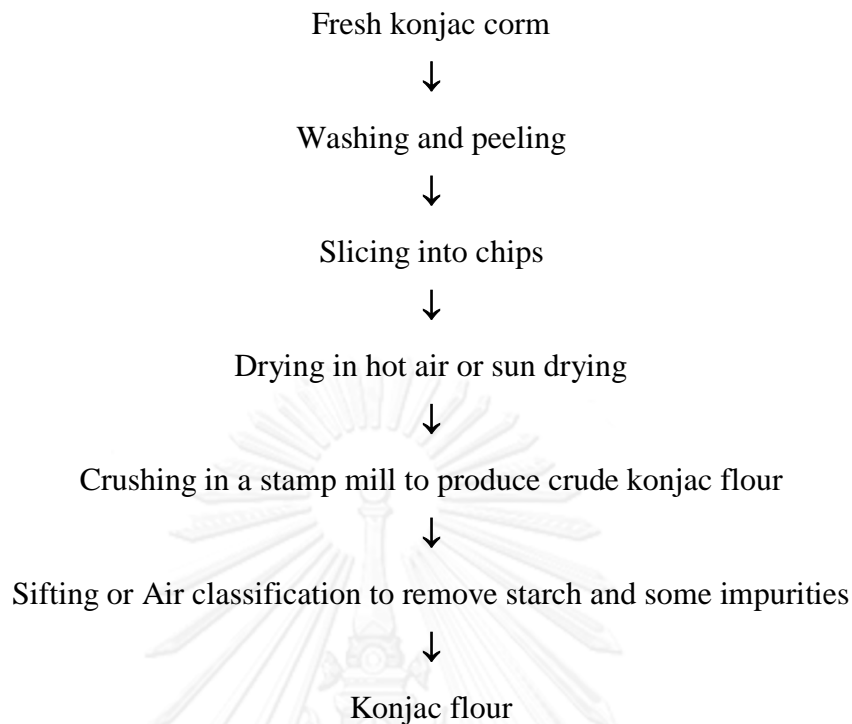 Fresh konjac corm
↓
Washing and peeling
↓
Slicing into chips
↓
Drying in hot air or sun drying
↓
Crushing in a stamp mill to produce crude konjac flour
↓
Sifting or Air classification to remove starch and some impurities
↓
Konjac flour